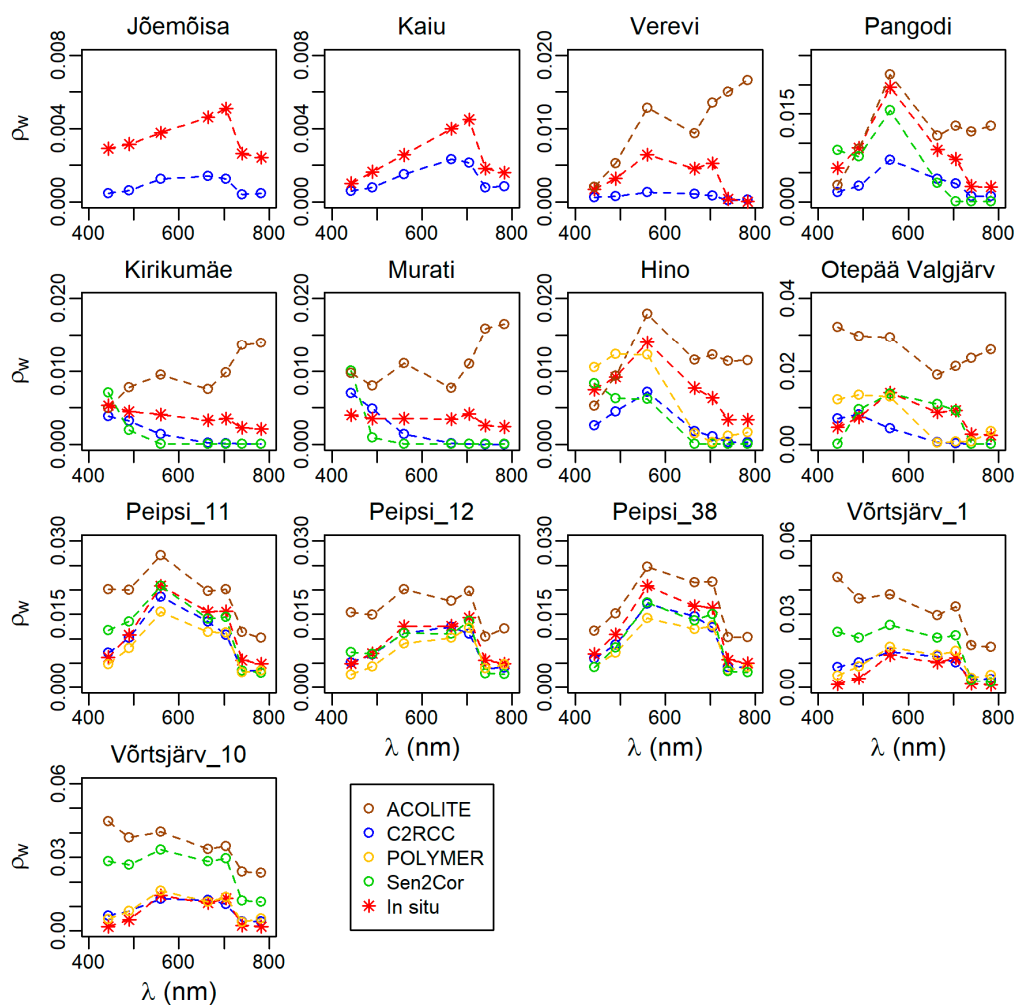 Jõemõisa Kaiu Verevi Pangodi
ρw 0.000 0.004 0.008 0.000 0.004 0.008 0.000 0.010 0.020 0.000 0.015
400 600 800 400 600 800 400 600 800 400 600 800
Kirikumäe Murati Hino Otepää Valgjärv
ρw 0.000 0.010 0.020 0.000 0.010 0.020 0.000 0.010 0.020 0.00 0.02 0.04
400 600 800 400 600 800 400 600 800 400 600 800
Peipsi_11 Peipsi_12 Peipsi_38 Võrtsjärv_1
ρw 0.000 0.015 0.030 0.000 0.015 0.030 0.000 0.015 0.030 0.00 0.03 0.06
400 600 800 400 600 800 400 600 800 400 600 800
λ (nm) λ (nm) λ (nm)
Võrtsjärv_10
ρw 0.00 0.03 0.06
400 600 800
λ (nm)
ACOLITE
C2RCC
POLYMER
Sen2Cor
In situ